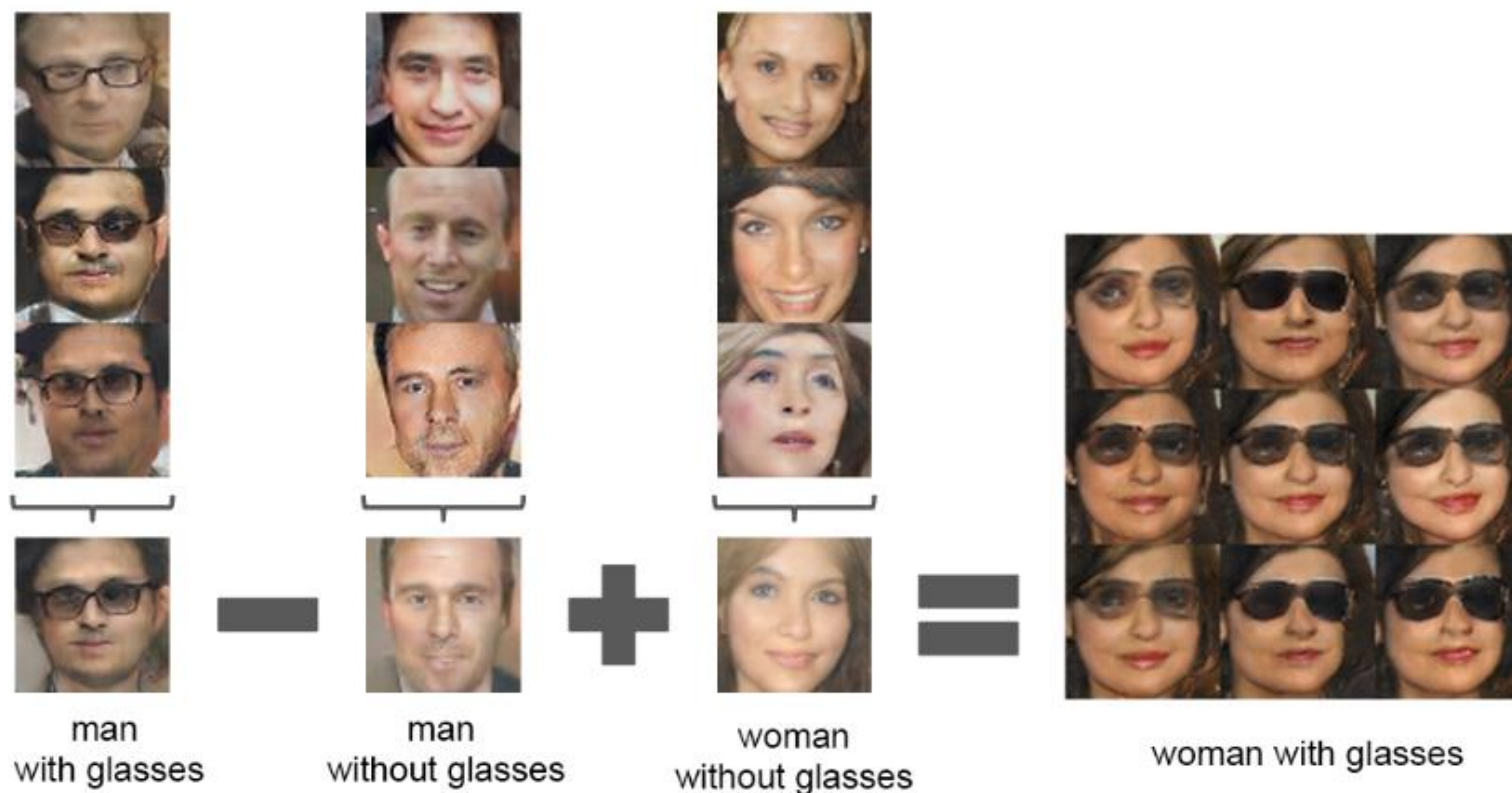 man
with glasses
man
without glasses
woman
without glasses
woman with glasses